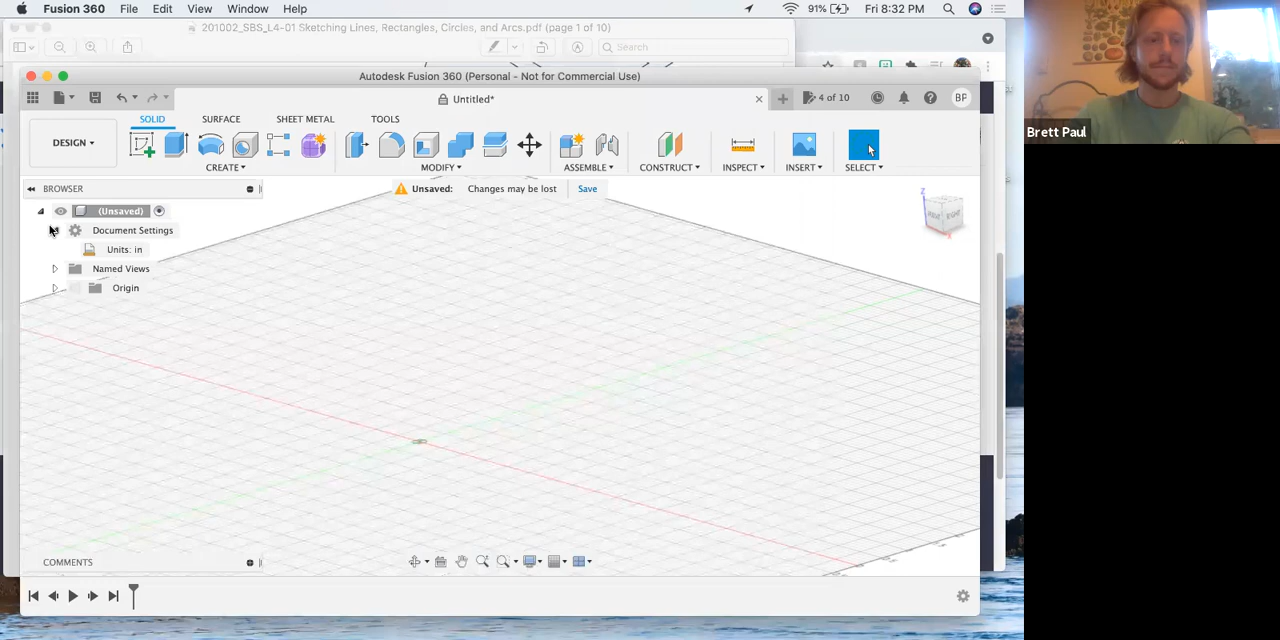 Fusion 360 File Edit View Window Help 91% Fri 8:32 PM
201002_SBS_L4-01 Sketching Lines, Rectangles, Circles, and Arcs.pdf (page 1 of 10)
Search
Autodesk Fusion 360 (Personal - Not for Commercial Use)
Untitled* 4 of 10 BP
SOLID SURFACE SHEET METAL TOOLS
DESIGN
CREATE MODIFY ASSEMBLE CONSTRUCT INSPECT INSERT SELECT
BROWSER
Unsaved: Changes may be lost Save
(Unsaved)
Document Settings
Units: in
Named Views
Origin
Z
RIGHT
X
COMMENTS
Brett Paul